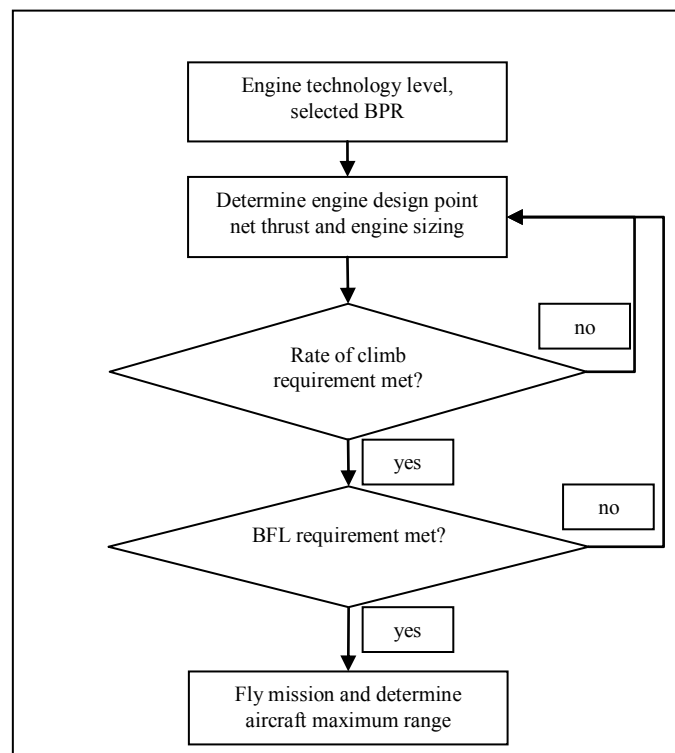 Engine technology level,
selected BPR
Determine engine design point
net thrust and engine sizing
no
Rate of climb
requirement met?
yes
no
BFL requirement met?
yes
Fly mission and determine
aircraft maximum range